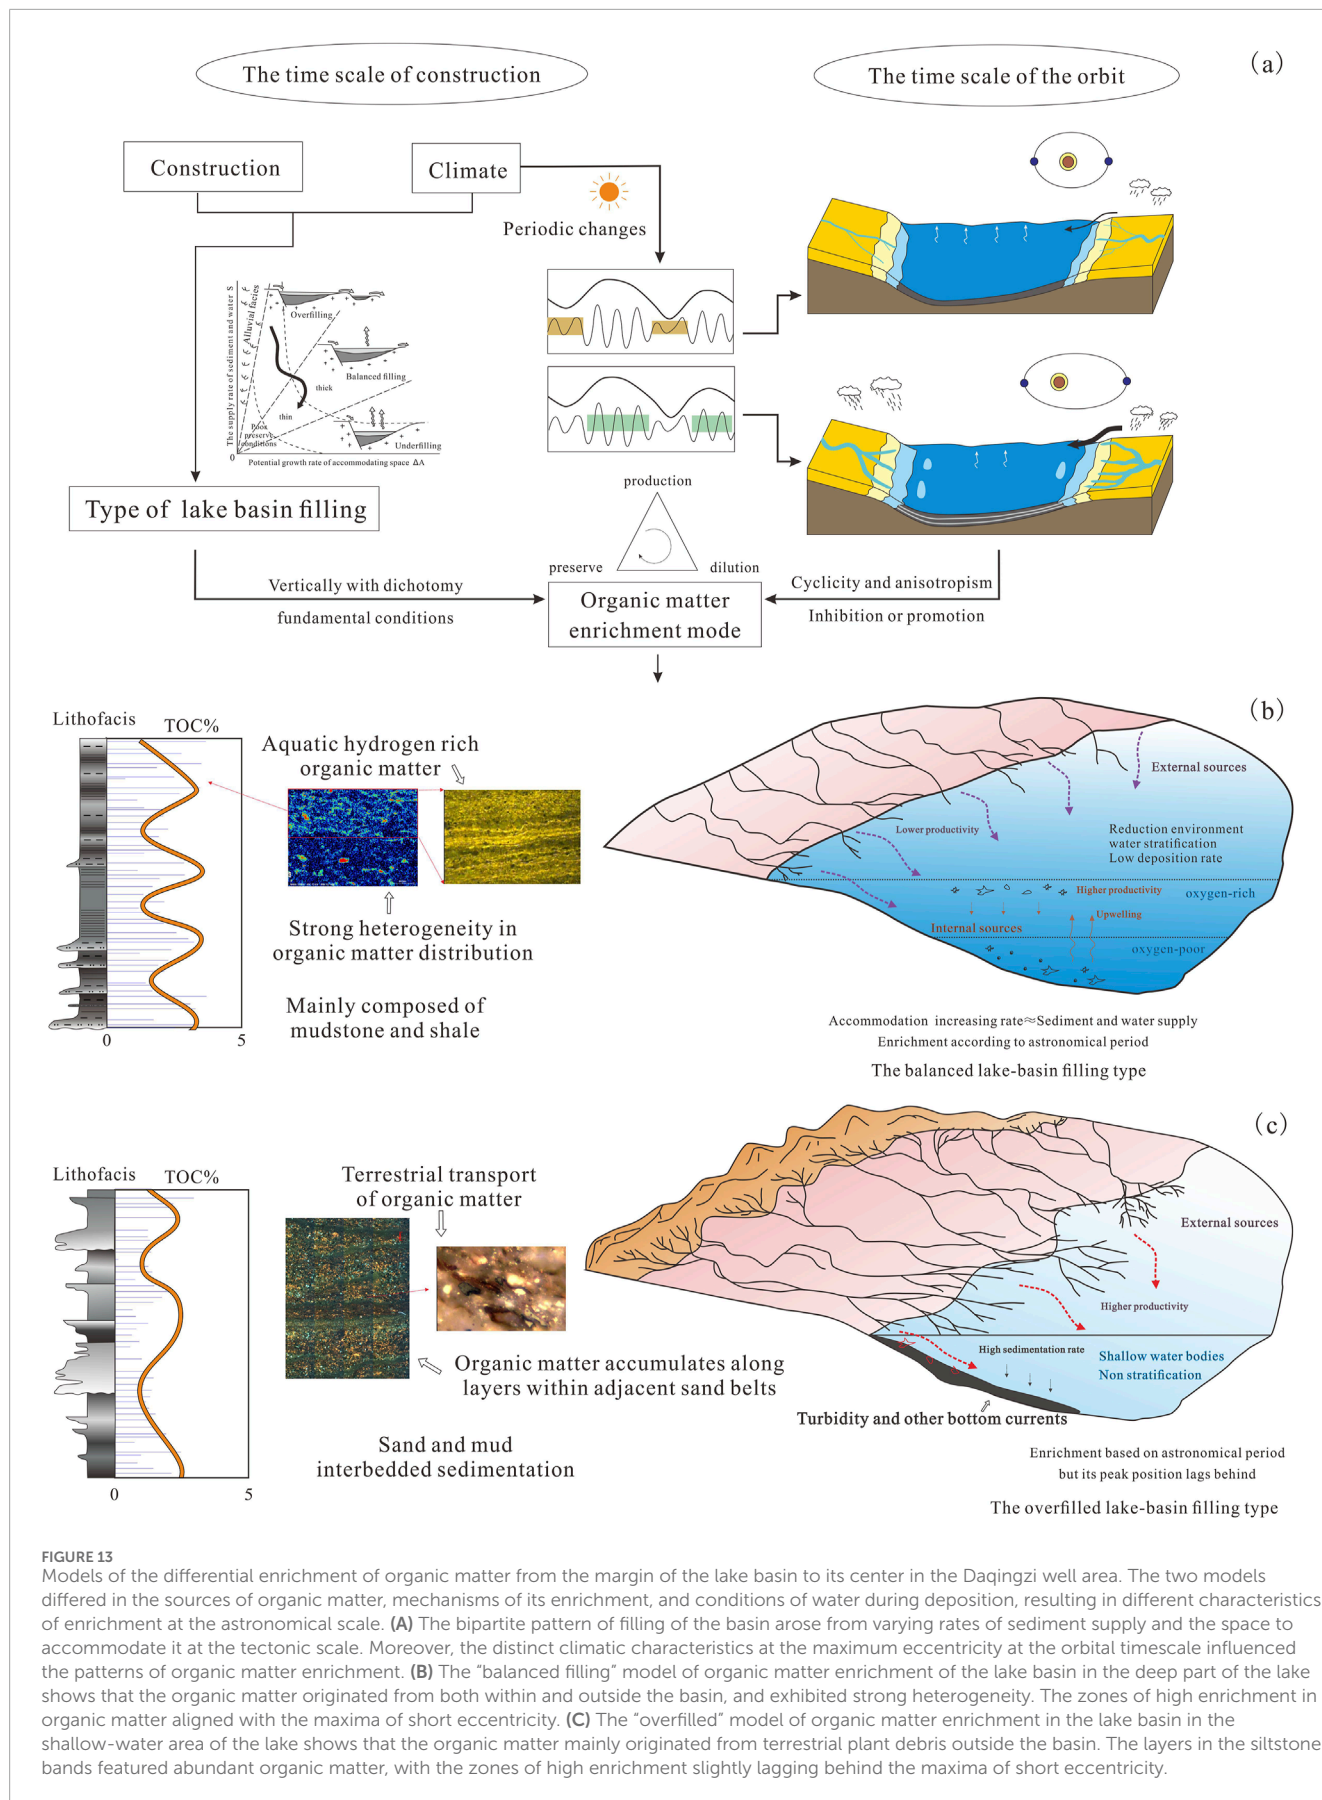 (a)
The time scale of construction
The time scale of the orbit
Construction
Climate
Periodic changes
The supply rate of sediment and water S
Alluvial facies
Overfilling
Balanced filling
thick
thin
Poor
preserve
conditions
Underfilling
0
Potential growth rate of accommodating space ΔA
Type of lake basin filling
production
preserve
dilution
Vertically with dichotomy
fundamental conditions
Organic matter
enrichment mode
Cyclicity and anisotropism
Inhibition or promotion
(b)
Lithofacis
TOC%
0
5
Aquatic hydrogen rich
organic matter
Strong heterogeneity in
organic matter distribution
Mainly composed of
mudstone and shale
External sources
Lower productivity
Reduction environment
water stratification
Low deposition rate
Higher productivity
oxygen-rich
Internal sources
Upwelling
oxygen-poor
Accommodation increasing rate≈Sediment and water supply
Enrichment according to astronomical period
The balanced lake-basin filling type
(c)
Lithofacis
TOC%
0
5
Terrestrial transport
of organic matter
Organic matter accumulates along
layers within adjacent sand belts
Sand and mud
interbedded sedimentation
External sources
Higher productivity
High sedimentation rate
Shallow water bodies
Non stratification
Turbidity and other bottom currents
Enrichment based on astronomical period
but its peak position lags behind
The overfilled lake-basin filling type
FIGURE 13
Models of the differential enrichment of organic matter from the margin of the lake basin to its center in the Daqingzi well area. The two models
differed in the sources of organic matter, mechanisms of its enrichment, and conditions of water during deposition, resulting in different characteristics
of enrichment at the astronomical scale. (A) The bipartite pattern of filling of the basin arose from varying rates of sediment supply and the space to
accommodate it at the tectonic scale. Moreover, the distinct climatic characteristics at the maximum eccentricity at the orbital timescale influenced
the patterns of organic matter enrichment. (B) The “balanced filling” model of organic matter enrichment of the lake basin in the deep part of the lake
shows that the organic matter originated from both within and outside the basin, and exhibited strong heterogeneity. The zones of high enrichment in
organic matter aligned with the maxima of short eccentricity. (C) The “overfilled” model of organic matter enrichment in the lake basin in the
shallow-water area of the lake shows that the organic matter mainly originated from terrestrial plant debris outside the basin. The layers in the siltstone
bands featured abundant organic matter, with the zones of high enrichment slightly lagging behind the maxima of short eccentricity.